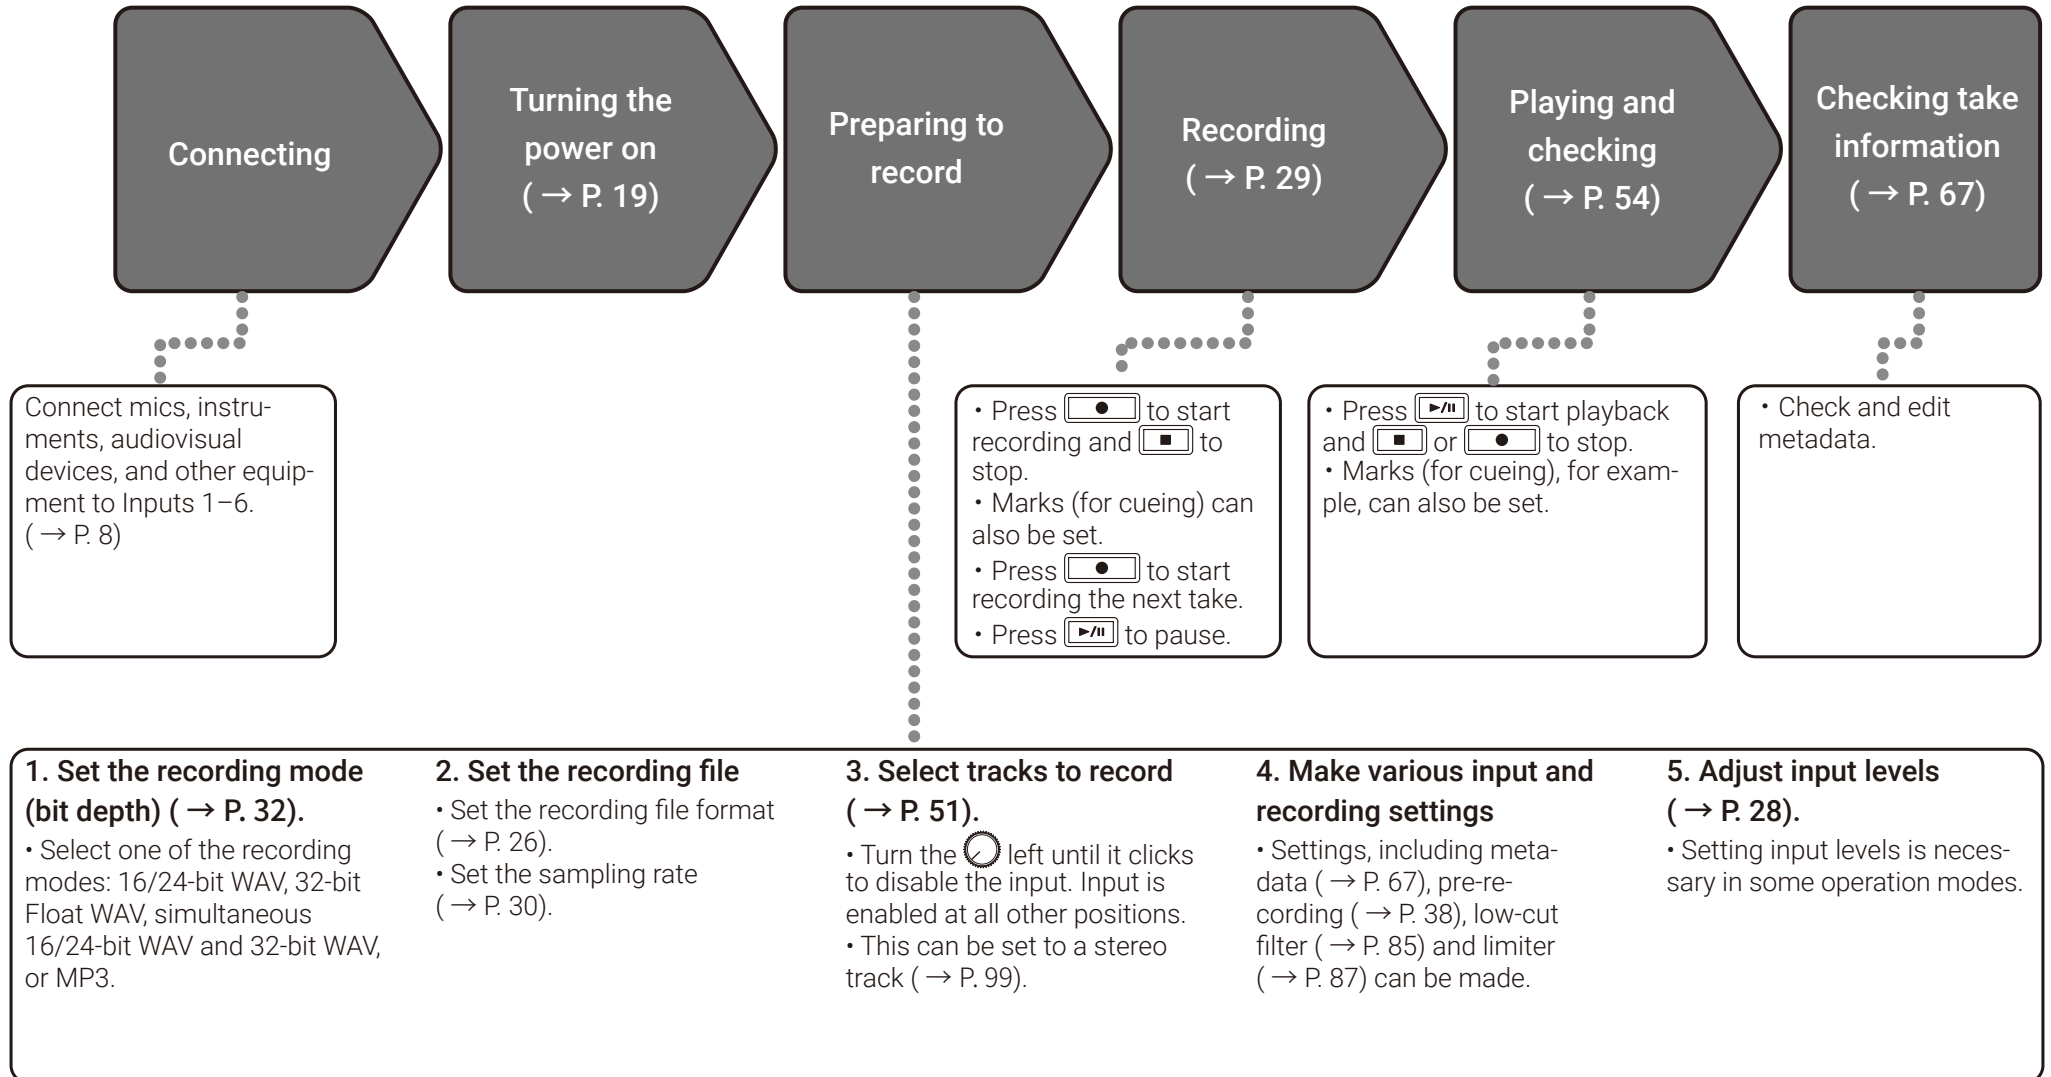 Connecting
Turning the
power on
( → P. 19)
Preparing to
record
Recording
( → P. 29)
Playing and
checking
( → P. 54)
Checking take
information
( → P. 67)
Connect mics, instru-
ments, audiovisual
devices, and other equip-
ment to Inputs 1–6.
( → P. 8)
• Press to start
recording and to
stop.
• Marks (for cueing) can
also be set.
• Press to start
recording the next take.
• Press to pause.
• Press to start playback
and or to stop.
• Marks (for cueing), for exam-
ple, can also be set.
• Check and edit
metadata.
1. Set the recording mode
(bit depth) ( → P. 32).
• Select one of the recording
modes: 16/24-bit WAV, 32-bit
Float WAV, simultaneous
16/24-bit WAV and 32-bit WAV,
or MP3.
2. Set the recording file
• Set the recording file format
( → P. 26).
• Set the sampling rate
( → P. 30).
3. Select tracks to record
( → P. 51).
• Turn the left until it clicks
to disable the input. Input is
enabled at all other positions.
• This can be set to a stereo
track ( → P. 99).
4. Make various input and
recording settings
• Settings, including meta-
data ( → P. 67), pre-re-
cording ( → P. 38), low-cut
filter ( → P. 85) and limiter
( → P. 87) can be made.
5. Adjust input levels
( → P. 28).
• Setting input levels is neces-
sary in some operation modes.